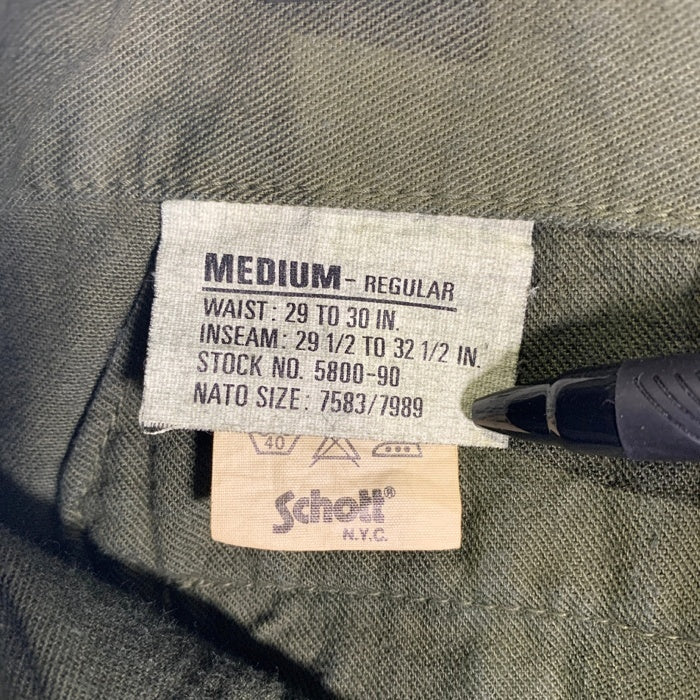 MEDIUM - REGULAR
WAIST: 29 TO 30 IN.
INSEAM: 29 1/2 TO 32 1/2 IN.
STOCK NO. 5800-90
NATO SIZE: 7583/7989
40
Schott®
N.Y.C.